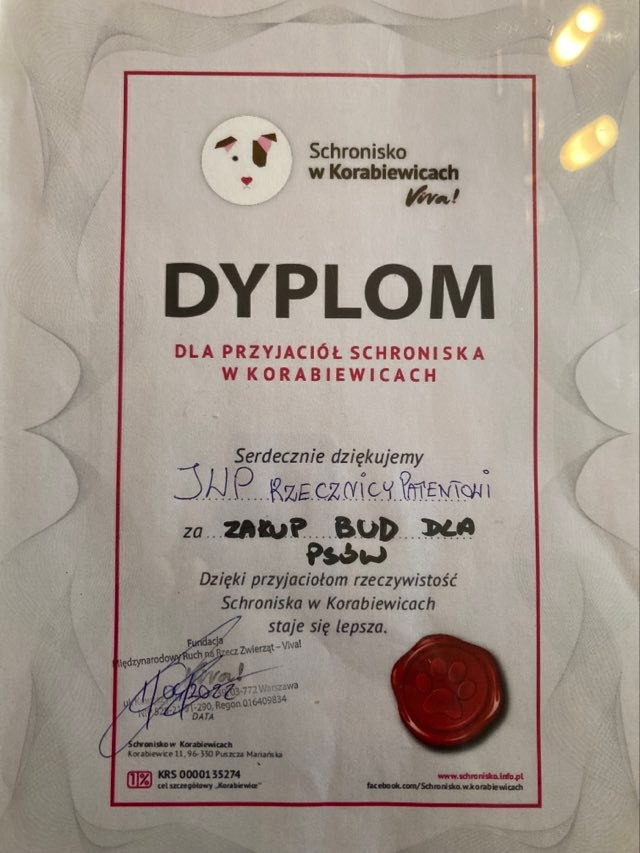 Schronisko
w Korabiewicach
Viva!
DYPLOM
DLA PRZYJACIÓŁ SCHRONISKA
W KORABIEWICACH
Serdecznie dziękujemy
JWP RZECZNICY PATENTOWI
za ZAKUP BUD DLA
PSÓW
Dzięki przyjaciołom rzeczywistość
Schroniska w Korabiewicach
staje się lepsza.
Fundacja
Międzynarodowy Ruch na Rzecz Zwierząt – Viva!
Viva!
03-772 Warszawa
Regon 016409834
DATA
Schronisko w Korabiewicach
Korabiewice 11, 96-330 Puszcza Mariańska
1% KRS 0000135274
cel szczegółowy „Korabiewice"
www.schronisko.info.pl
facebook.com/Schronisko.w.korabiewicach